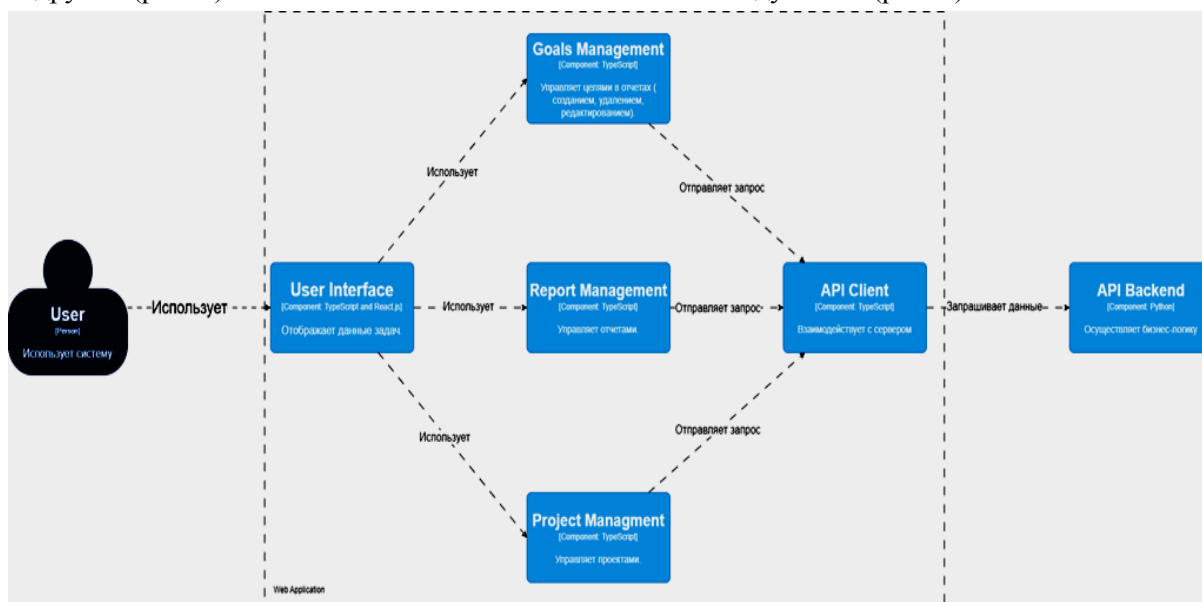 Goals Management
[Component: TypeScript]
Управляет целями в отчетах (
созданием, удалением,
редактированием).
Использует
Отправляет запрос
User
[Person]
Использует систему
Использует
User Interface
[Component: TypeScript and React.js]
Отображает данные задач.
Использует
Report Management
[Component: TypeScript]
Управляет отчетами.
Отправляет запрос
API Client
[Component: TypeScript]
Взаимодействует с сервером
Запрашивает данные
API Backend
[Component: Python]
Осуществляет бизнес-логику
Использует
Отправляет запрос
Project Managment
[Component: TypeScript]
Управляет проектами.
Web Application